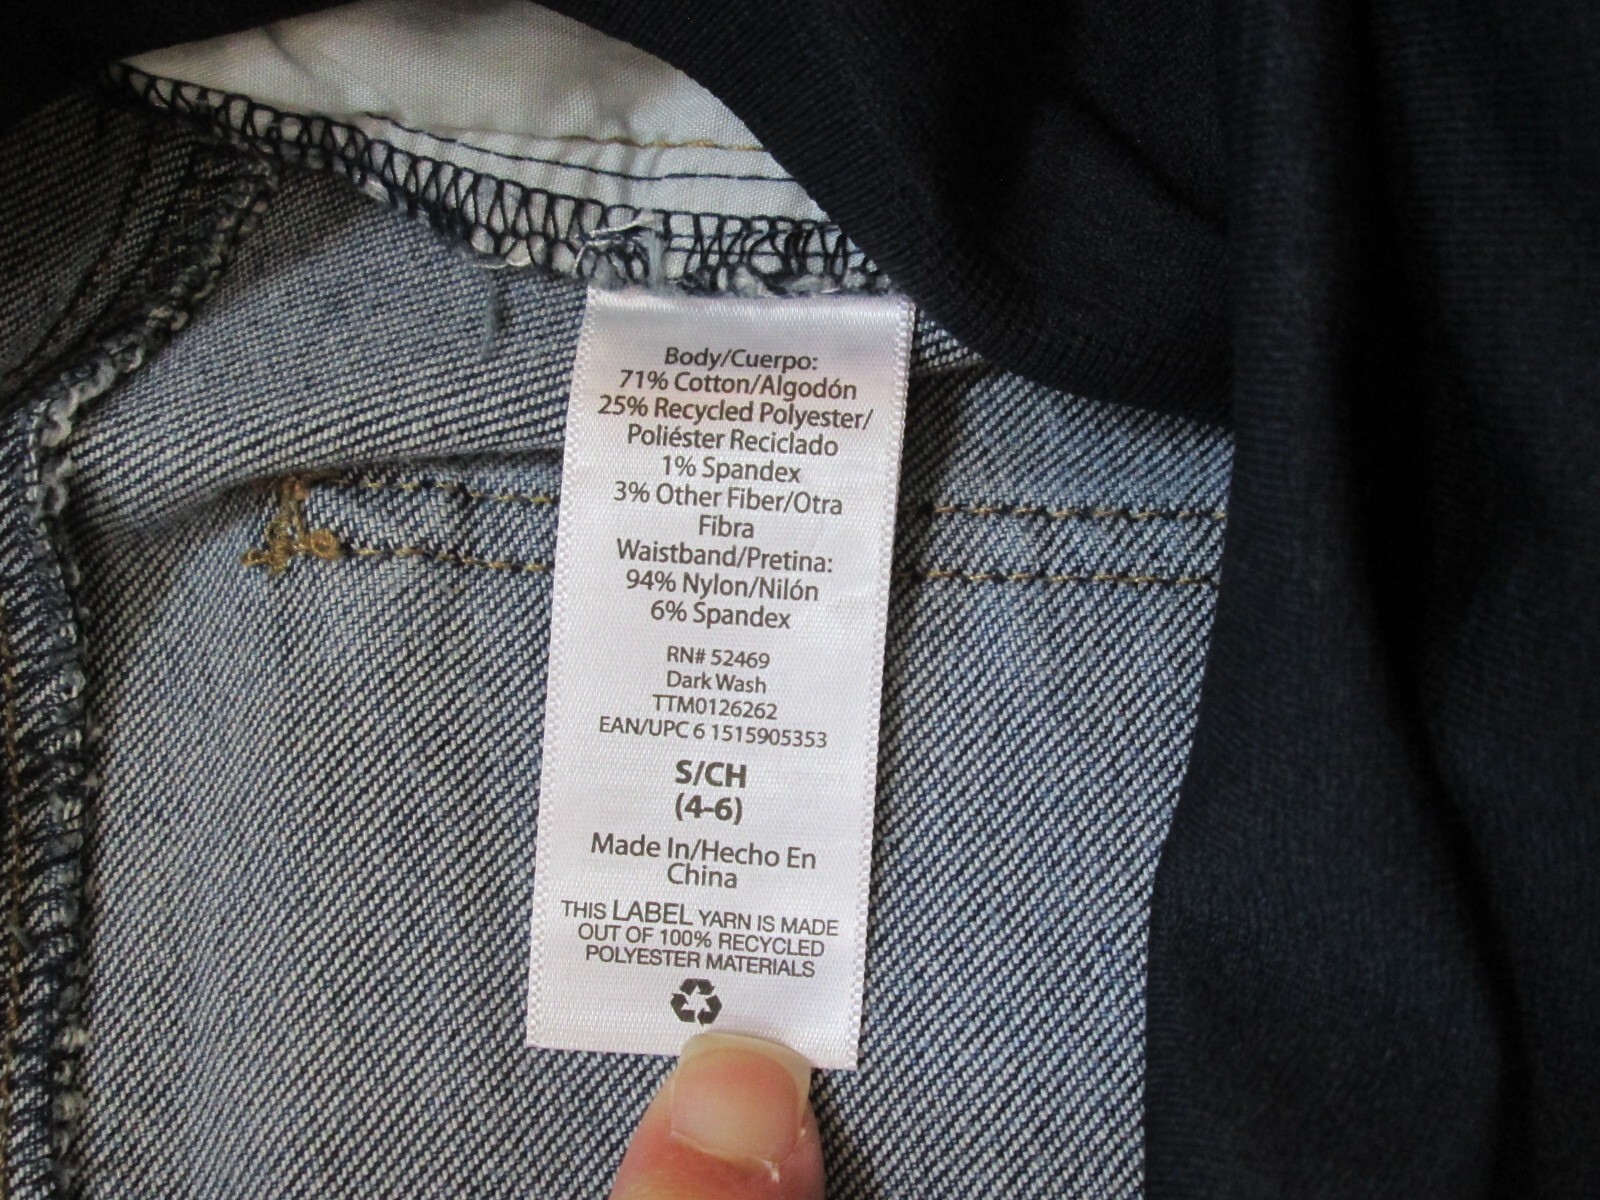 Body/Cuerpo:
71% Cotton/Algodón
25% Recycled Polyester/
Poliéster Reciclado
1% Spandex
3% Other Fiber/Otra
Fibra
Waistband/Pretina:
94% Nylon/Nilón
6% Spandex
RN# 52469
Dark Wash
TTM0126262
EAN/UPC 6 1515905353
S/CH
(4-6)
Made In/Hecho En
China
THIS LABEL YARN IS MADE
OUT OF 100% RECYCLED
POLYESTER MATERIALS